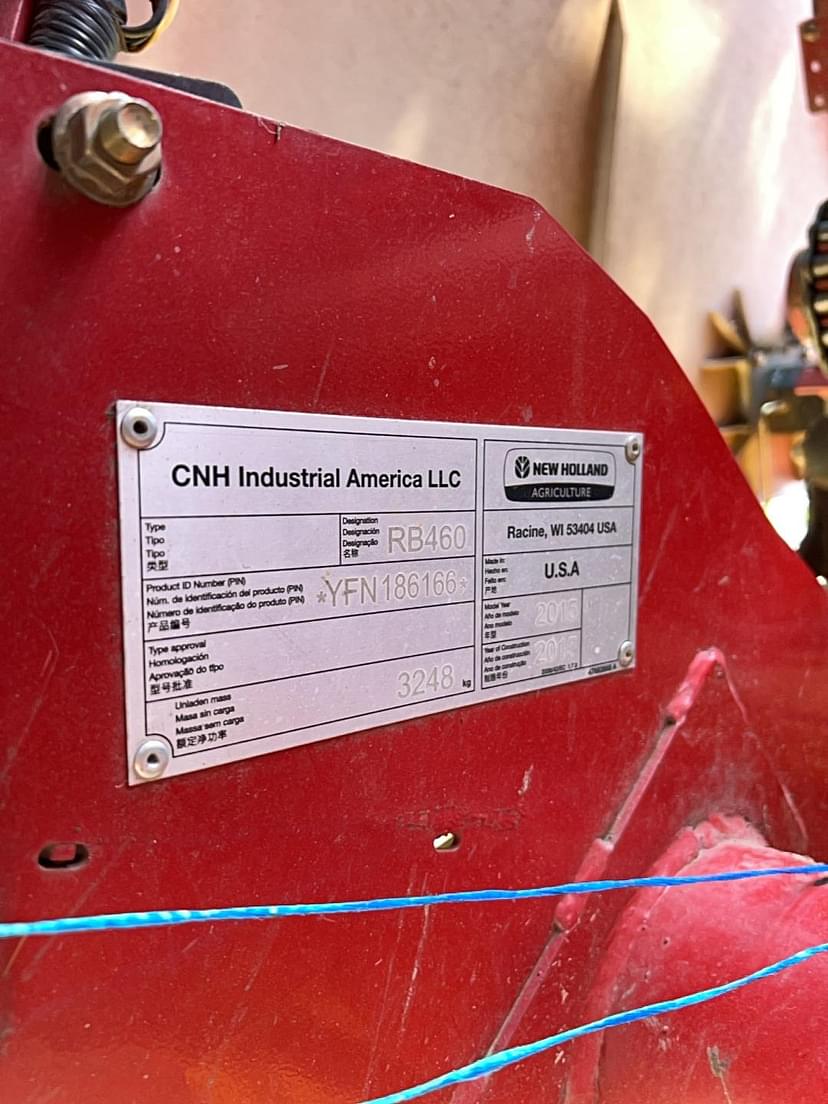 CNH Industrial America LLC
NEW HOLLAND
AGRICULTURE
Racine, WI 53404 USA
Type
Tipo
Tipo
类型
Designation
Designación
Designação
名称
RB460
Made in:
Hecho en:
Feito en:
产地
U.S.A
Product ID Number (PIN)
Núm. de identificación del producto (PIN)
Número de identificação do produto (PIN)
产品编号
*YFN186166*
Model Year
Año de modelo
Ano modelo
年型
2015
Type approval
Homologación
Aprovação do tipo
型号批准
Year of Construction
Año de construcción
Ano de construção
制造年份
2015
Unladen mass
Masa sin carga
Massa sem carga
额定净功率
3248 kg